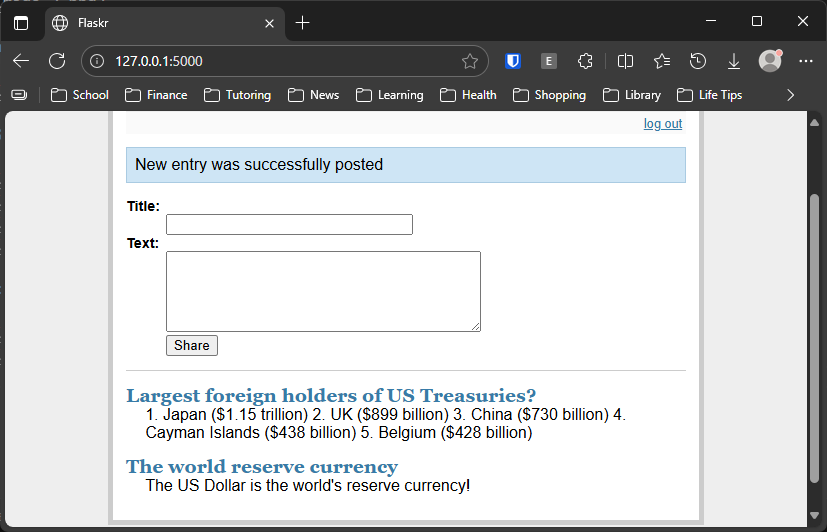 Flaskr
127.0.0.1:5000
E
School Finance Tutoring News Learning Health Shopping Library Life Tips
log out
New entry was successfully posted
Title:
Text:
Share
Largest foreign holders of US Treasuries?
1. Japan ($1.15 trillion) 2. UK ($899 billion) 3. China ($730 billion) 4.
Cayman Islands ($438 billion) 5. Belgium ($428 billion)
The world reserve currency
The US Dollar is the world's reserve currency!